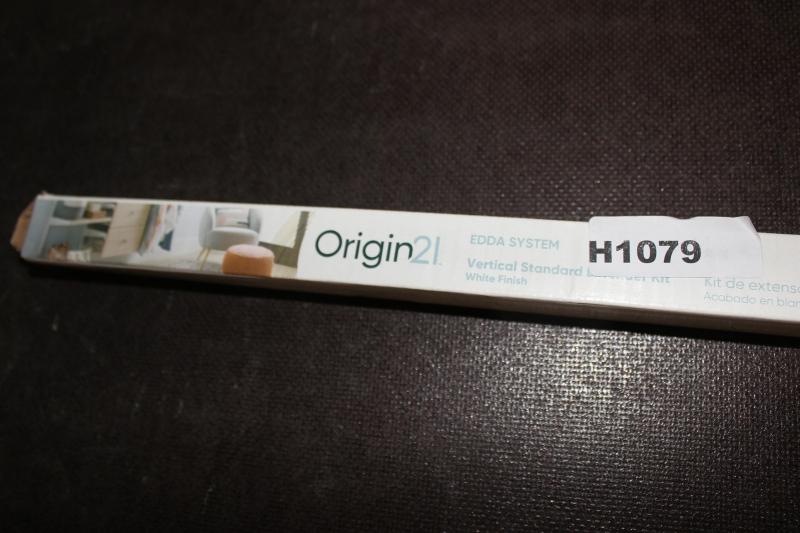 Origin21
EDDA SYSTEM
Vertical Standard Kit
White Finish
H1079
Kit de
Acabado en